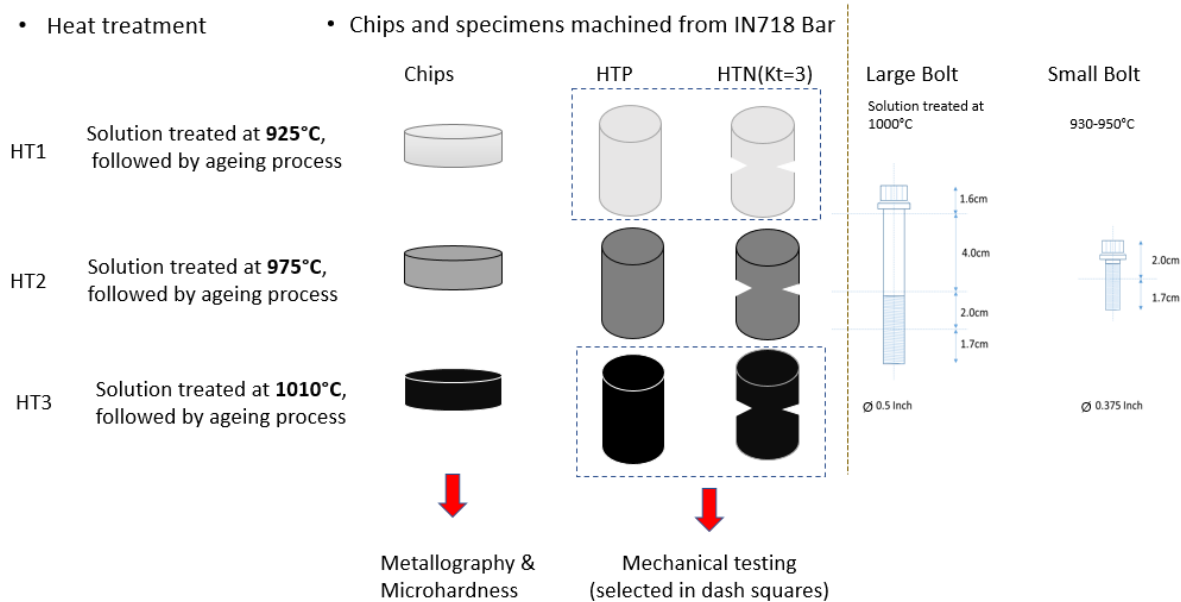 • Heat treatment
• Chips and specimens machined from IN718 Bar
Chips
HTP
HTN(Kt=3)
Large Bolt
Small Bolt
Solution treated at
1000°C
930-950°C
HT1
Solution treated at 925°C,
followed by ageing process
HT2
Solution treated at 975°C,
followed by ageing process
HT3
Solution treated at 1010°C,
followed by ageing process
1.6cm
4.0cm
2.0cm
1.7cm
2.0cm
1.7cm
Ø 0.5 Inch
Ø 0.375 Inch
Metallography &
Microhardness
Mechanical testing
(selected in dash squares)